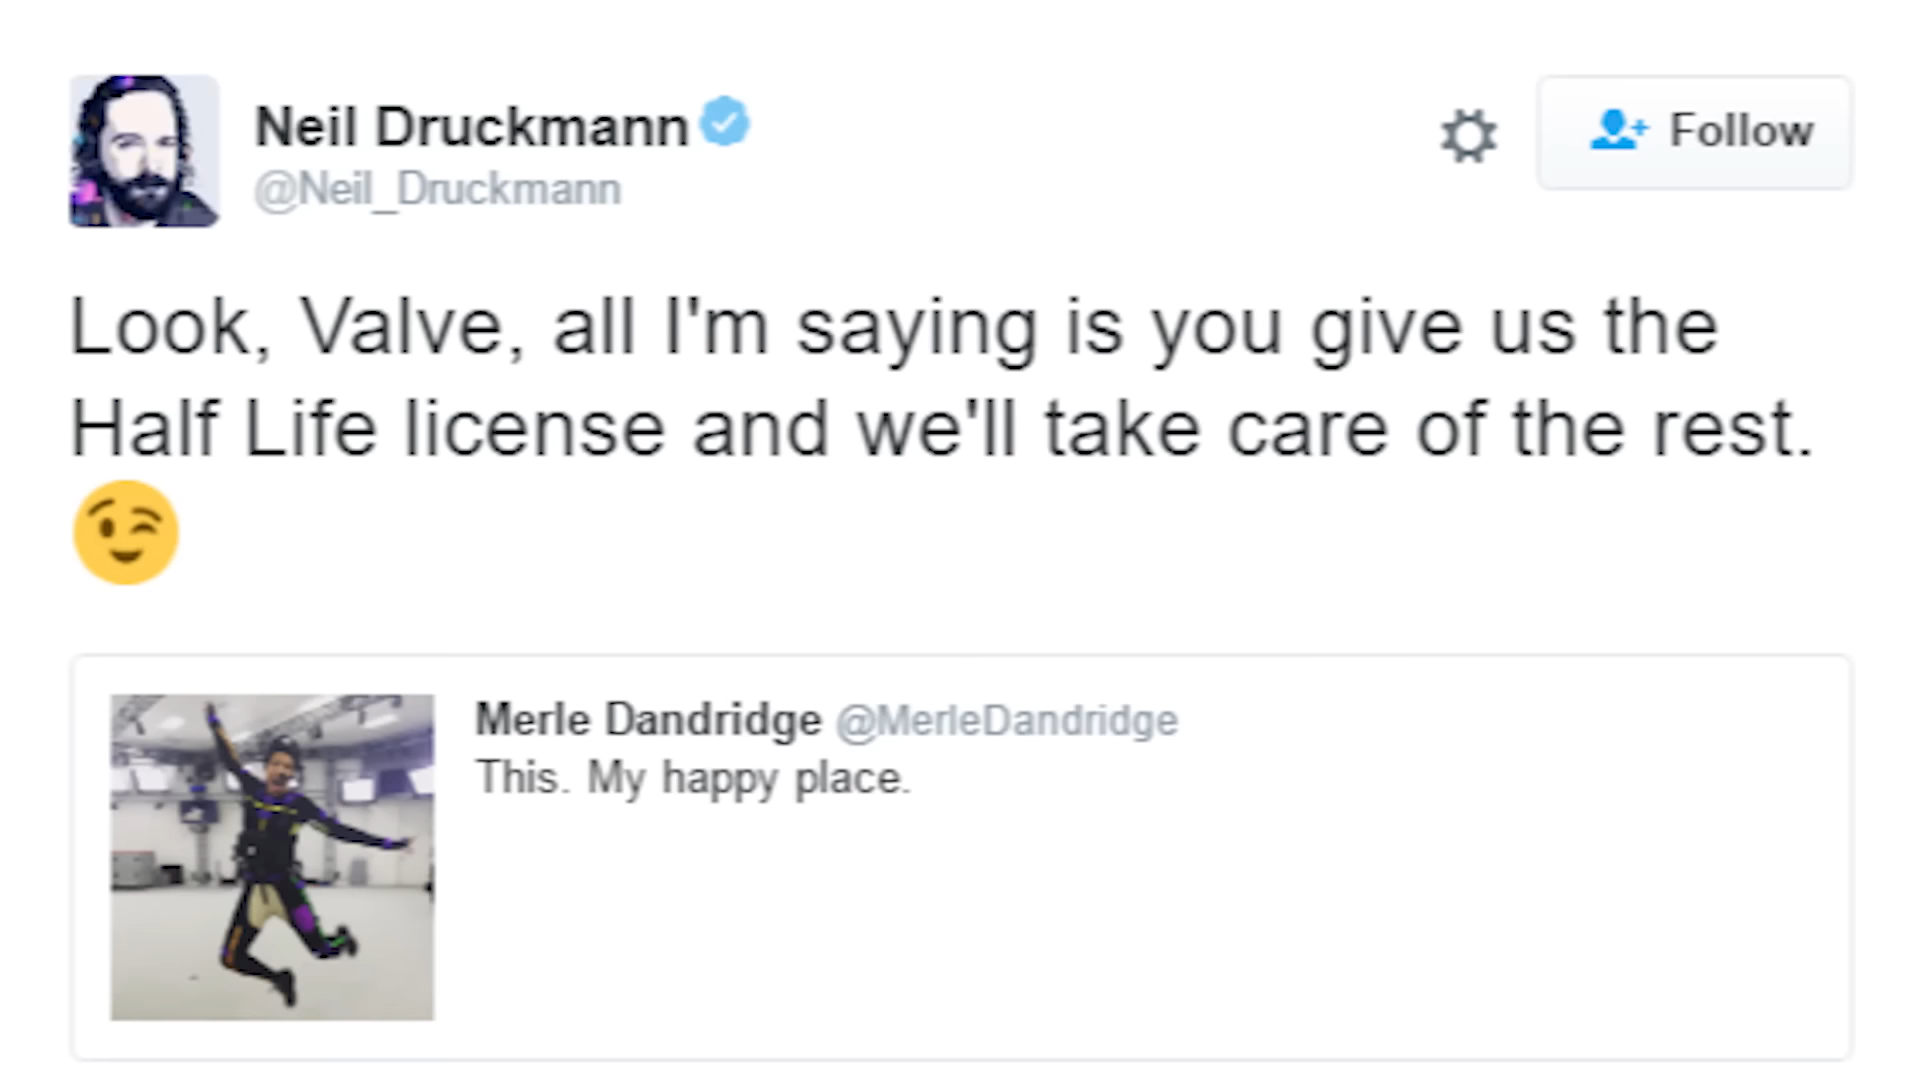 Neil Druckmann
@Neil_Druckmann
Follow
Look, Valve, all I'm saying is you give us the
Half Life license and we'll take care of the rest.
😉
Merle Dandridge @MerleDandridge
This. My happy place.